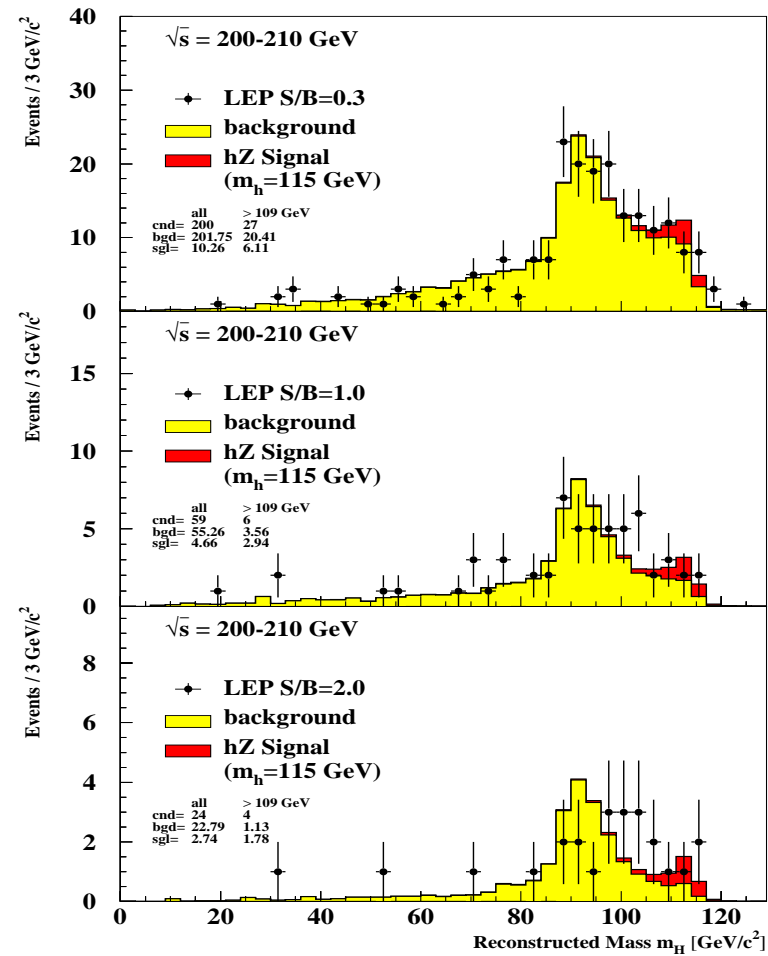 √s = 200-210 GeV
Events / 3 GeV/c²
LEP S/B=0.3
background
hZ Signal
(m_h=115 GeV)
all > 109 GeV
cnd= 200 27
bgd= 201.75 20.41
sgl= 10.26 6.11
40
30
20
10
0
√s = 200-210 GeV
Events / 3 GeV/c²
LEP S/B=1.0
background
hZ Signal
(m_h=115 GeV)
all > 109 GeV
cnd= 59 6
bgd= 55.26 3.56
sgl= 4.66 2.94
15
10
5
0
√s = 200-210 GeV
Events / 3 GeV/c²
LEP S/B=2.0
background
hZ Signal
(m_h=115 GeV)
all > 109 GeV
cnd= 24 4
bgd= 22.79 1.13
sgl= 2.74 1.78
8
6
4
2
0
0 20 40 60 80 100 120
Reconstructed Mass m_H [GeV/c²]